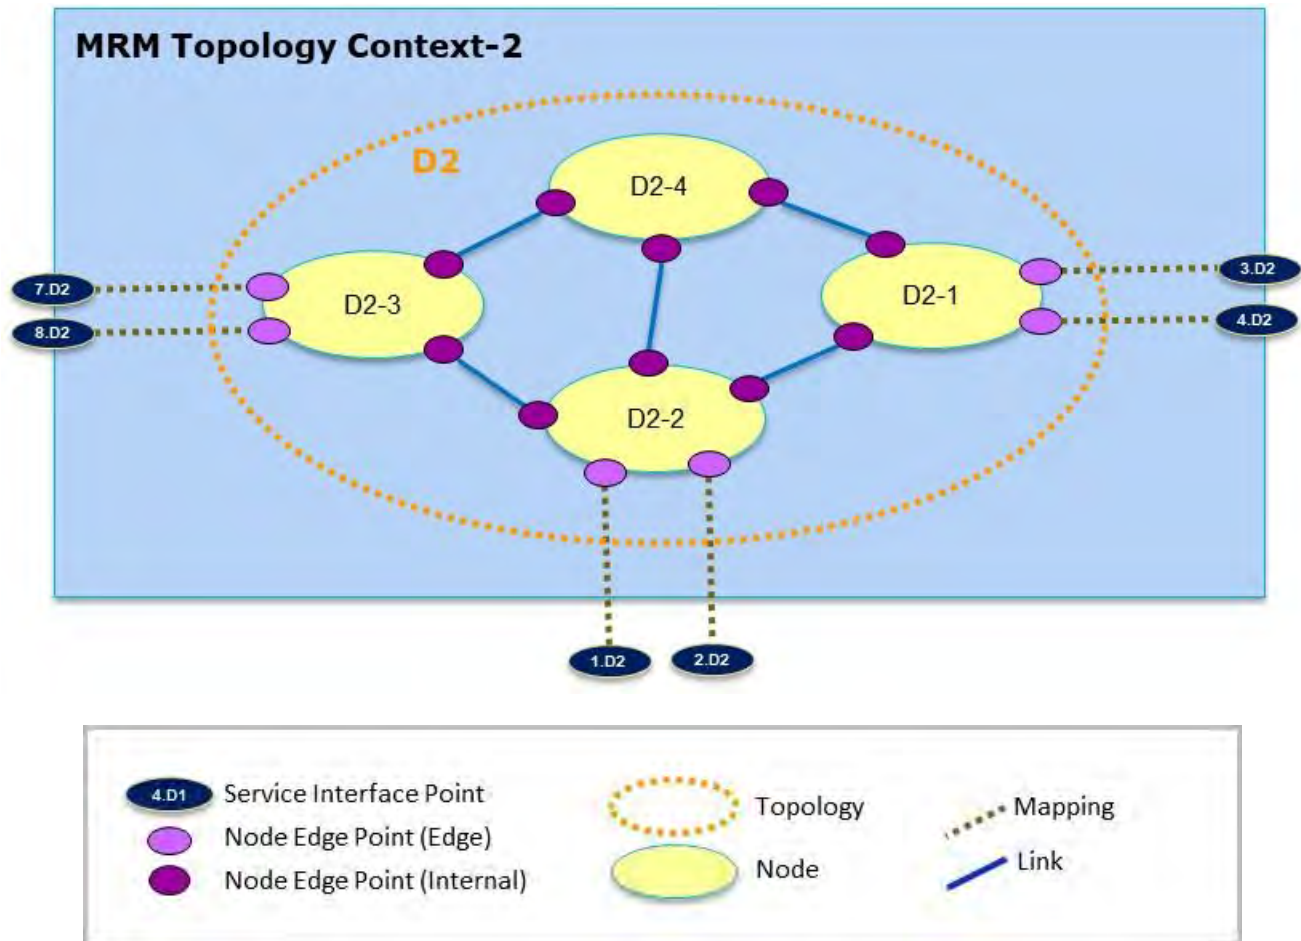 MRM Topology Context-2
D2
D2-4
D2-3
D2-1
D2-2
7.D2
8.D2
3.D2
4.D2
1.D2
2.D2
4.D1 Service Interface Point
Node Edge Point (Edge)
Node Edge Point (Internal)
Topology
Node
Mapping
Link